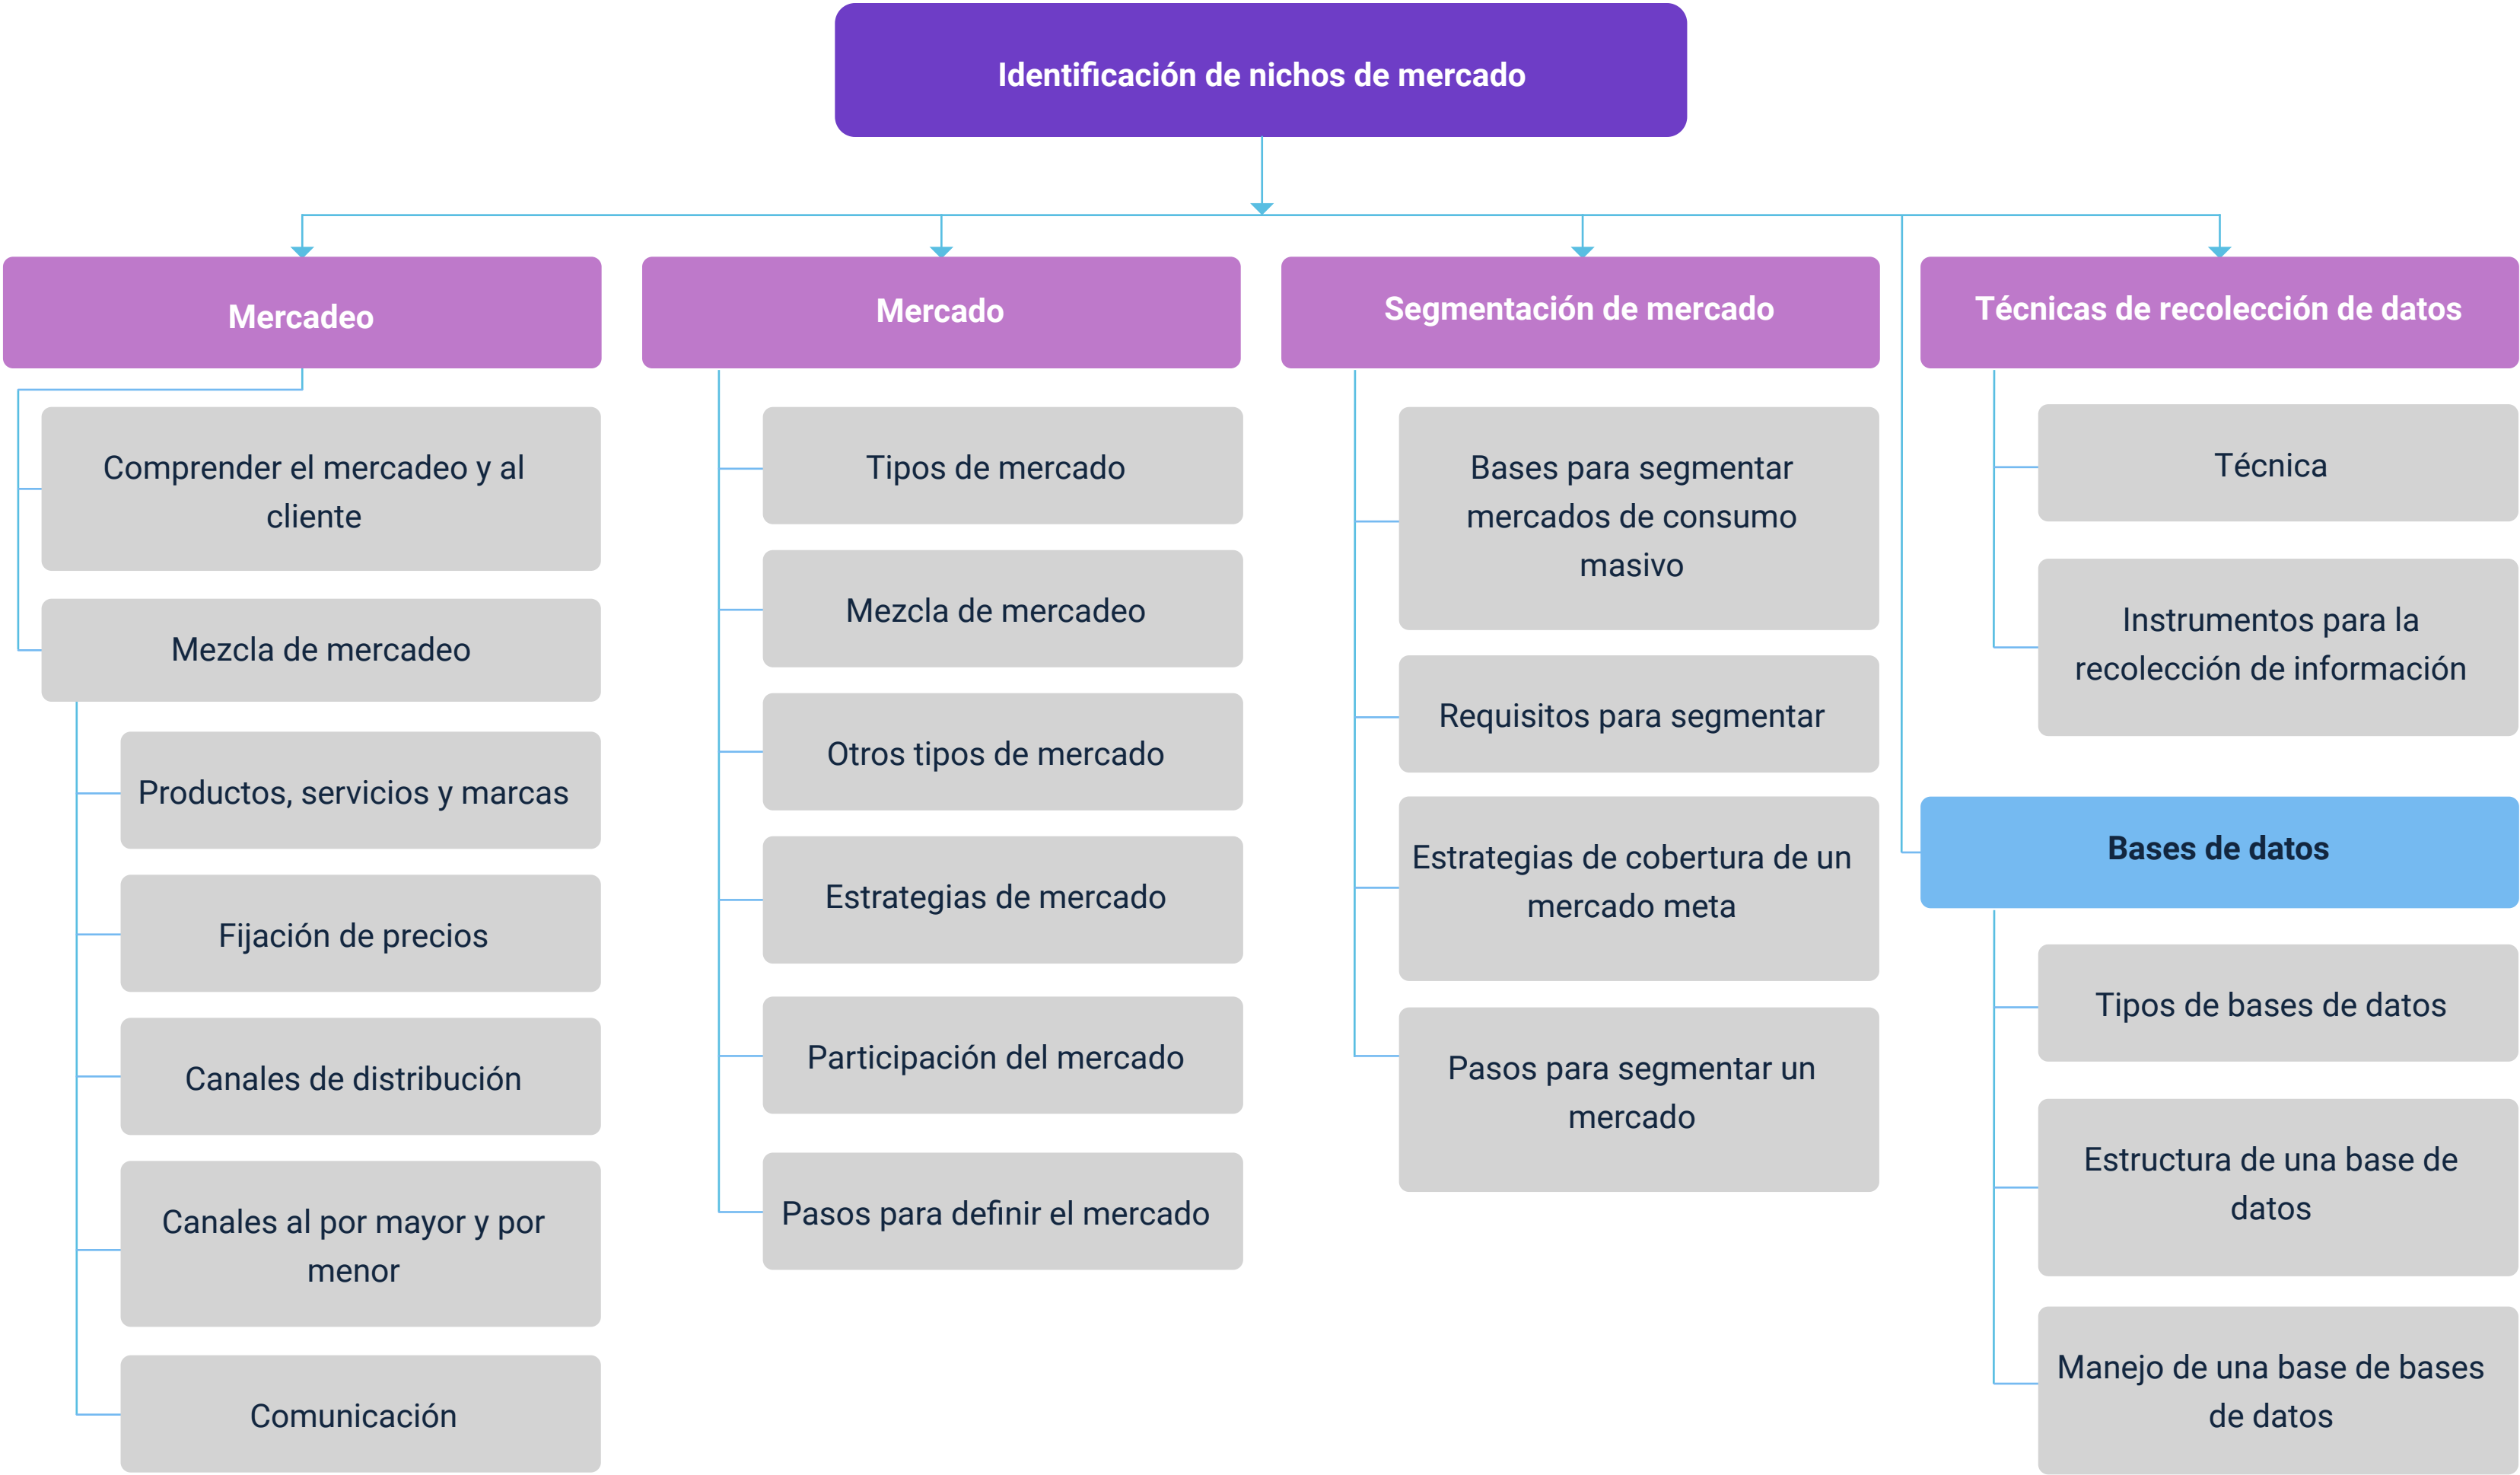 Identificación de nichos de mercado
Mercadeo
Comprender el mercadeo y al
cliente
Mezcla de mercadeo
Productos, servicios y marcas
Fijación de precios
Canales de distribución
Canales al por mayor y por
menor
Comunicación
Mercado
Tipos de mercado
Mezcla de mercadeo
Otros tipos de mercado
Estrategias de mercado
Participación del mercado
Pasos para definir el mercado
Segmentación de mercado
Bases para segmentar
mercados de consumo
masivo
Requisitos para segmentar
Estrategias de cobertura de un
mercado meta
Pasos para segmentar un
mercado
Técnicas de recolección de datos
Técnica
Instrumentos para la
recolección de información
Bases de datos
Tipos de bases de datos
Estructura de una base de
datos
Manejo de una base de bases
de datos